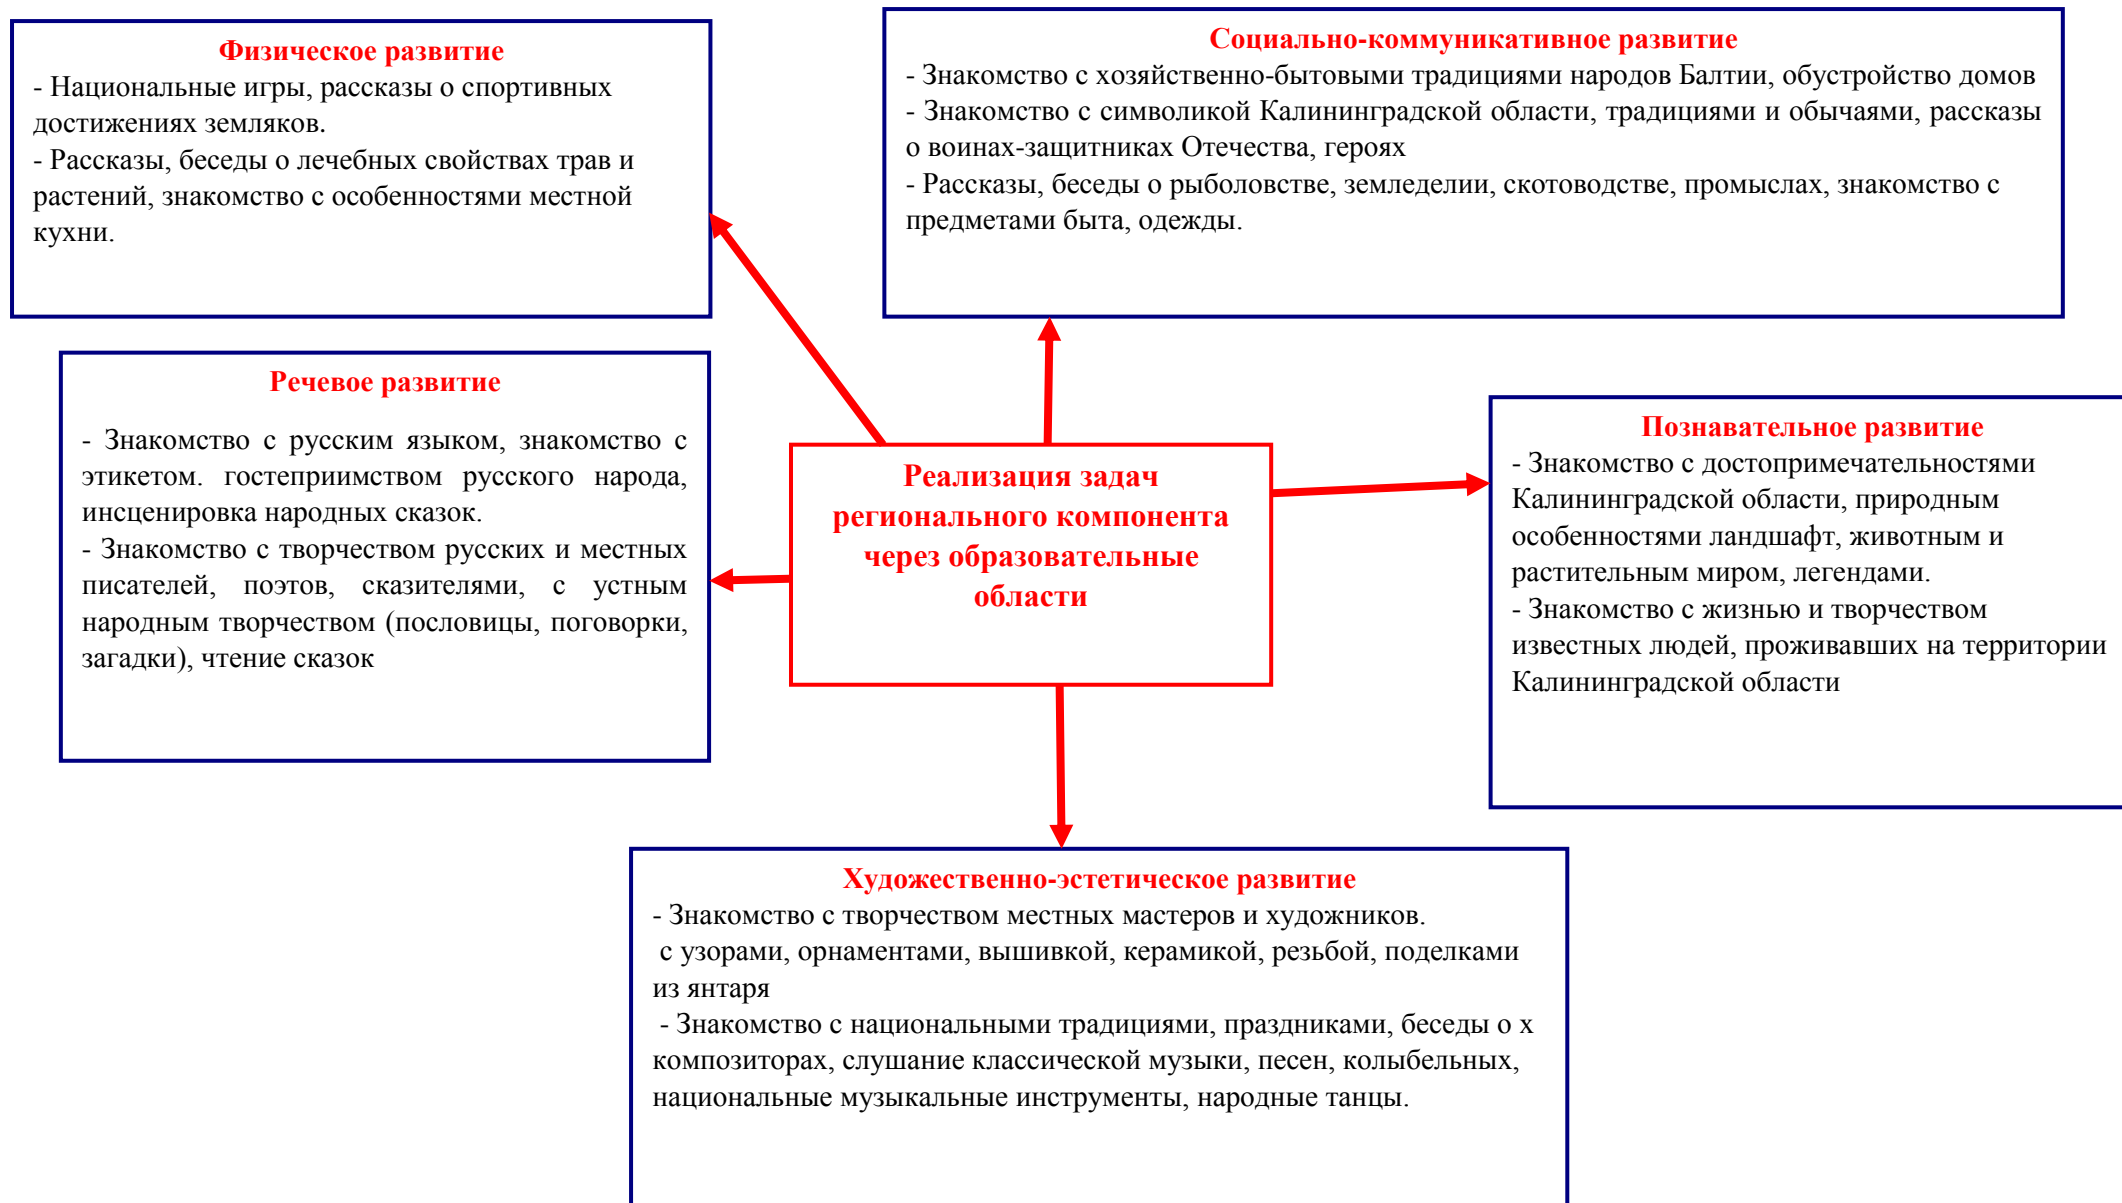 Физическое развитие
- Национальные игры, рассказы о спортивных
достижениях земляков.
- Рассказы, беседы о лечебных свойствах трав и
растений, знакомство с особенностями местной
кухни.
Социально-коммуникативное развитие
- Знакомство с хозяйственно-бытовыми традициями народов Балтии, обустройство домов
- Знакомство с символикой Калининградской области, традициями и обычаями, рассказы
о воинах-защитниках Отечества, героях
- Рассказы, беседы о рыболовстве, земледелии, скотоводстве, промыслах, знакомство с
предметами быта, одежды.
Речевое развитие
- Знакомство с русским языком, знакомство с
этикетом. гостеприимством русского народа,
инсценировка народных сказок.
- Знакомство с творчеством русских и местных
писателей, поэтов, сказителями, с устным
народным творчеством (пословицы, поговорки,
загадки), чтение сказок
Реализация задач
регионального компонента
через образовательные
области
Познавательное развитие
- Знакомство с достопримечательностями
Калининградской области, природным
особенностями ландшафт, животным и
растительным миром, легендами.
- Знакомство с жизнью и творчеством
известных людей, проживавших на территории
Калининградской области
Художественно-эстетическое развитие
- Знакомство с творчеством местных мастеров и художников.
с узорами, орнаментами, вышивкой, керамикой, резьбой, поделками
из янтаря
- Знакомство с национальными традициями, праздниками, беседы о х
композиторах, слушание классической музыки, песен, колыбельных,
национальные музыкальные инструменты, народные танцы.